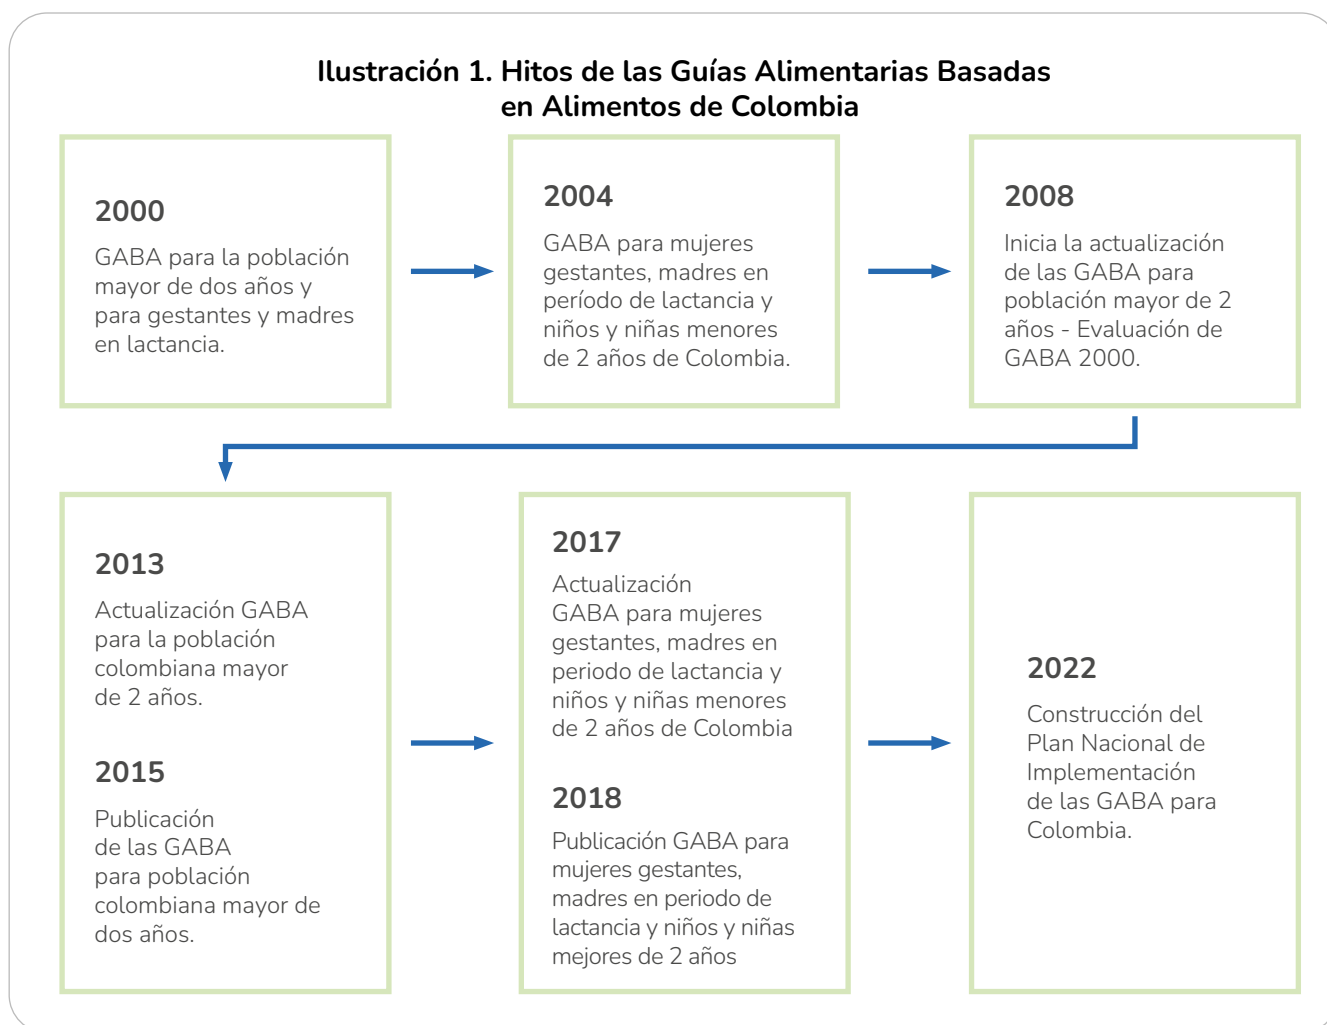 Ilustración 1. Hitos de las Guías Alimentarias Basadas
en Alimentos de Colombia
2000
GABA para la población
mayor de dos años y
para gestantes y madres
en lactancia.
2004
GABA para mujeres
gestantes, madres en
período de lactancia y
niños y niñas menores
de 2 años de Colombia.
2008
Inicia la actualización
de las GABA para
población mayor de 2
años - Evaluación de
GABA 2000.
2013
Actualización GABA
para la población
colombiana mayor
de 2 años.
2015
Publicación
de las GABA
para población
colombiana mayor de
dos años.
2017
Actualización
GABA para mujeres
gestantes, madres en
periodo de lactancia y
niños y niñas menores
de 2 años de Colombia
2018
Publicación GABA para
mujeres gestantes,
madres en periodo de
lactancia y niños y niñas
mejores de 2 años
2022
Construcción del
Plan Nacional de
Implementación
de las GABA para
Colombia.